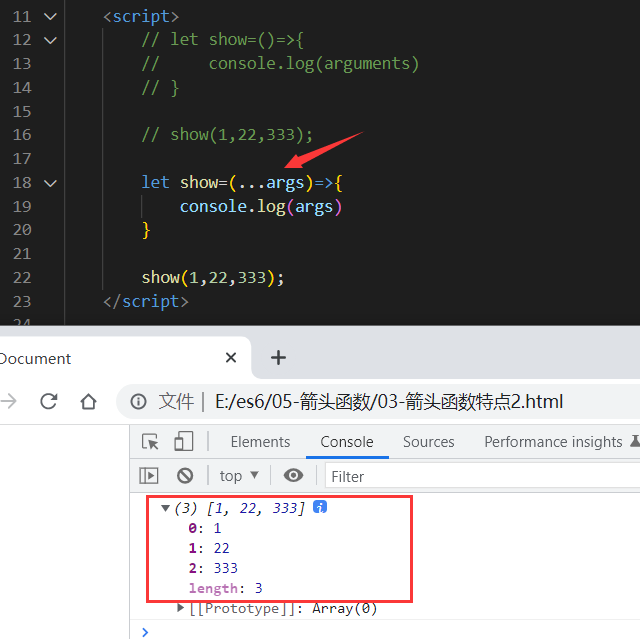 11 <script>
12 // let show=()=>{
13 //     console.log(arguments)
14 // }
15
16 // show(1,22,333);
17
18 let show=(...args)=>{
19     console.log(args)
20 }
21
22 show(1,22,333);
23 </script>
24
Document
文件 E:/es6/05-箭头函数/03-箭头函数特点2.html
Elements Console Sources Performance insights
top Filter
(3) [1, 22, 333] i
0: 1
1: 22
2: 333
length: 3
[[Prototype]]: Array(0)